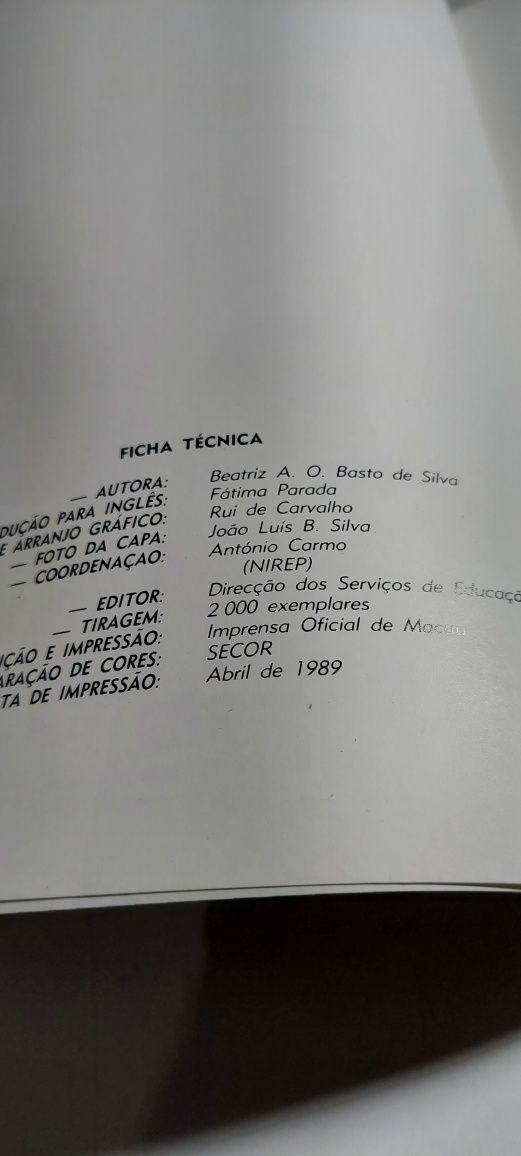 FICHA TÉCNICA
— AUTORA: Beatriz A. O. Basto de Silva
DUÇÃO PARA INGLÊS: Fátima Parada
E ARRANJO GRÁFICO: Rui de Carvalho
— FOTO DA CAPA: João Luís B. Silva
— COORDENAÇAO: António Carmo
(NIREP)
— EDITOR: Direcção dos Serviços de Educaçã
— TIRAGEM: 2 000 exemplares
ÇÃO E IMPRESSÃO: Imprensa Oficial de Macau
ARAÇÃO DE CORES: SECOR
TA DE IMPRESSÃO: Abril de 1989